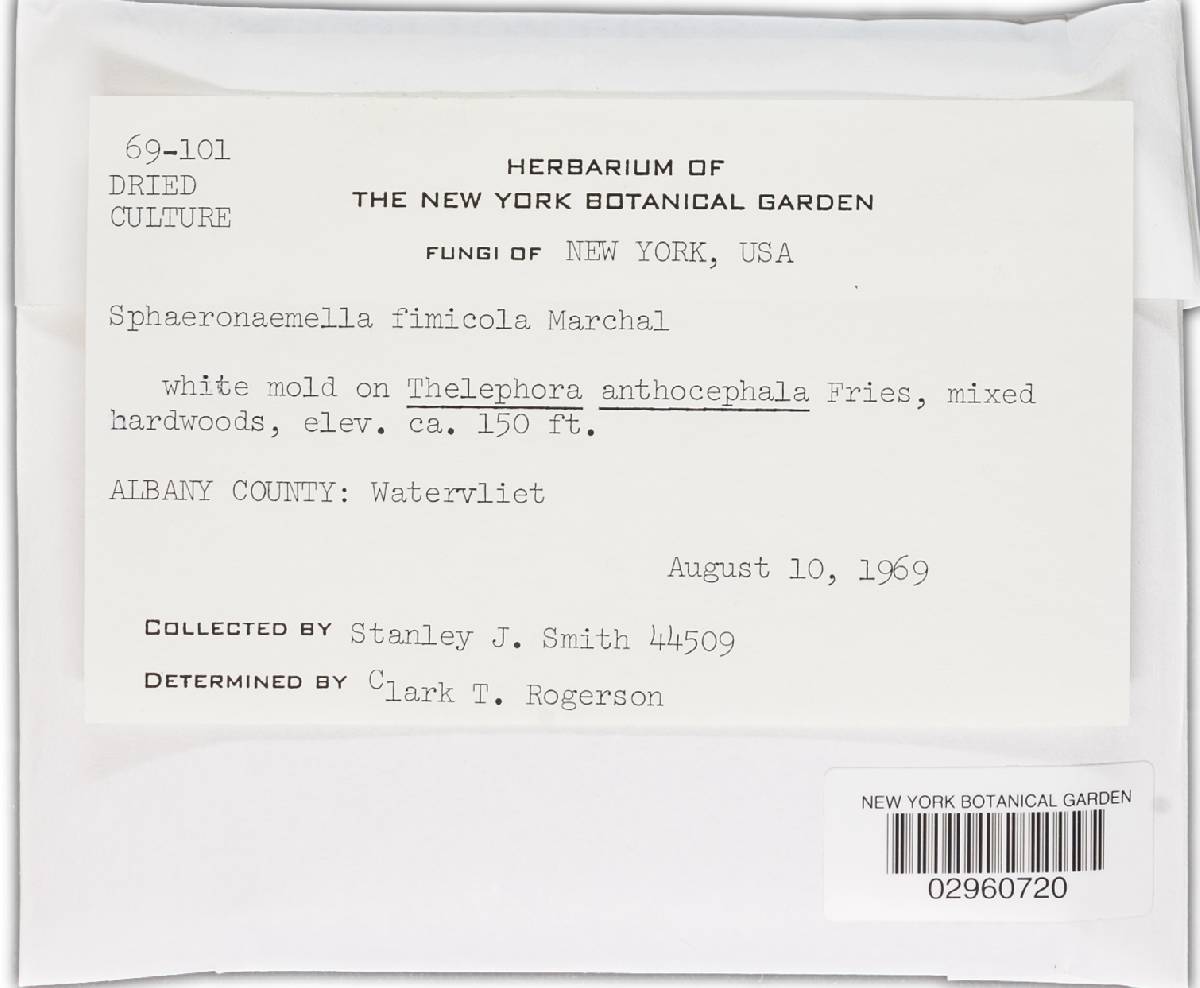 69-101
DRIED
CULTURE
HERBARIUM OF
THE NEW YORK BOTANICAL GARDEN
FUNGI OF NEW YORK, USA
Sphaeronaemella fimicola Marchal
white mold on Thelephora anthocephala Fries, mixed
hardwoods, elev. ca. 150 ft.
ALBANY COUNTY: Watervliet
August 10, 1969
COLLECTED BY Stanley J. Smith 44509
DETERMINED BY Clark T. Rogerson
NEW YORK BOTANICAL GARDEN
02960720